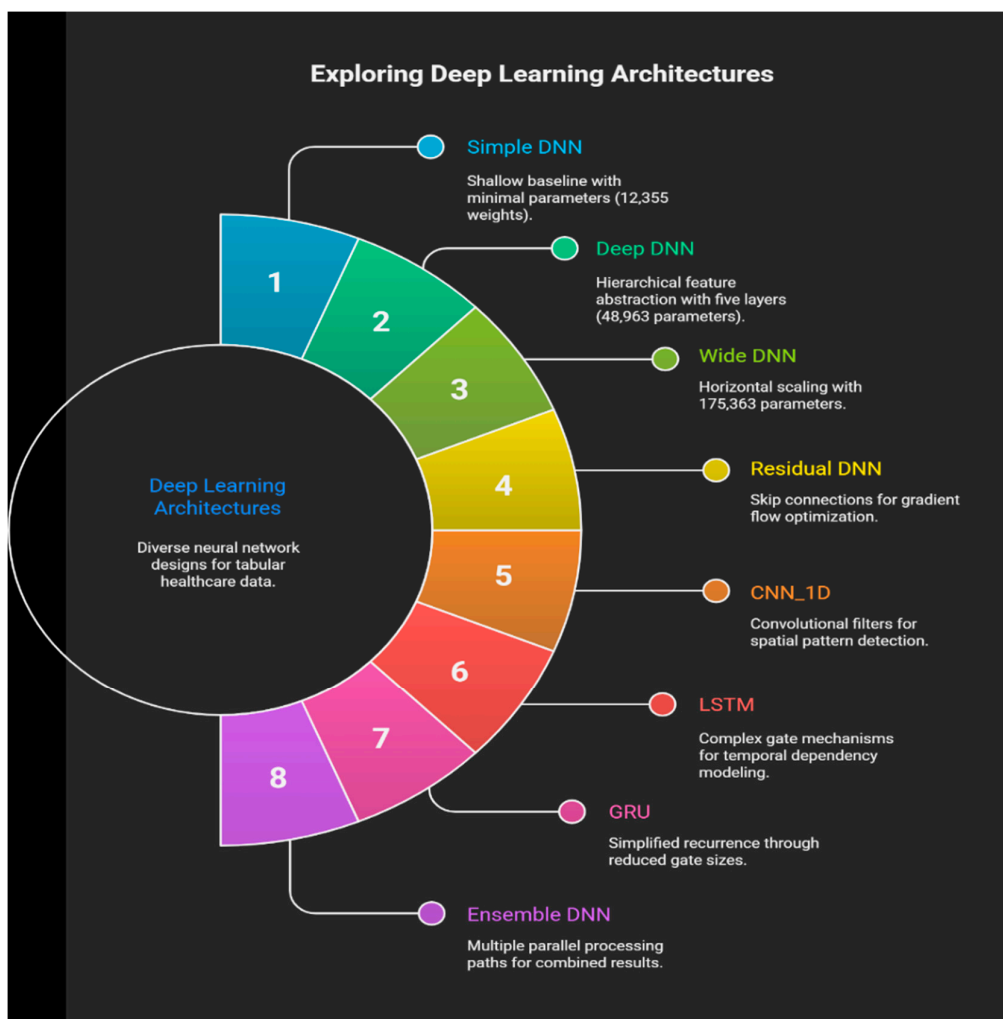 Exploring Deep Learning Architectures
1
Simple DNN
Shallow baseline with
minimal parameters (12,355
weights).
2
Deep DNN
Hierarchical feature
abstraction with five layers
(48,963 parameters).
3
Wide DNN
Horizontal scaling with
175,363 parameters.
4
Residual DNN
Skip connections for gradient
flow optimization.
Deep Learning
Architectures
Diverse neural network
designs for tabular
healthcare data.
5
CNN_1D
Convolutional filters for
spatial pattern detection.
6
LSTM
Complex gate mechanisms
for temporal dependency
modeling.
7
GRU
Simplified recurrence through
reduced gate sizes.
8
Ensemble DNN
Multiple parallel processing
paths for combined results.